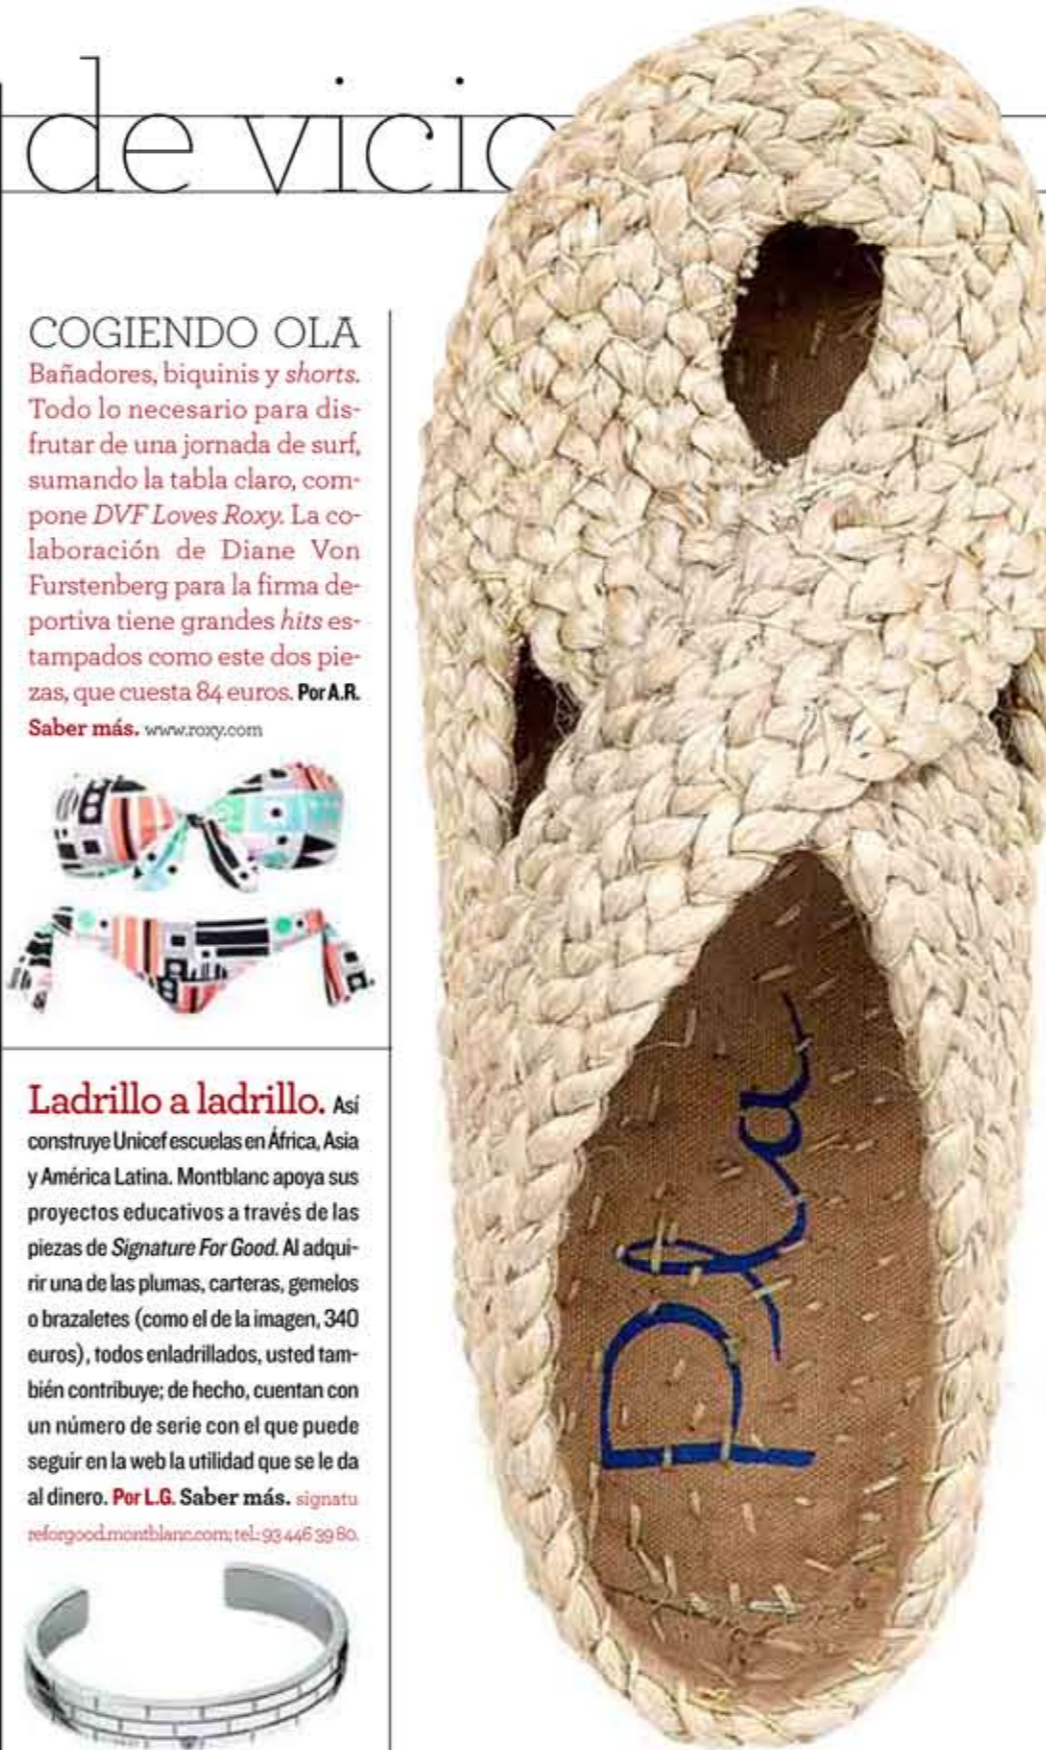 de vicio
COGIENDO OLA
Bañadores, biquinis y shorts.
Todo lo necesario para dis-
frutar de una jornada de surf,
sumando la tabla claro, com-
pone DVF Loves Roxy. La co-
laboración de Diane Von
Furstenberg para la firma de-
portiva tiene grandes hits es-
tampados como este dos pie-
zas, que cuesta 84 euros. Por A.R.
Saber más. www.roxy.com
Ladrillo a ladrillo. Así
construye Unicef escuelas en África, Asia
y América Latina. Montblanc apoya sus
proyectos educativos a través de las
piezas de Signature For Good. Al adqui-
rir una de las plumas, carteras, gemelos
o brazaletes (como el de la imagen, 340
euros), todos enladrillados, usted tam-
bién contribuye; de hecho, cuentan con
un número de serie con el que puede
seguir en la web la utilidad que se le da
al dinero. Por L.G. Saber más. signatu
reforgood.montblanc.com; tel.: 93 446 39 80.
Pla